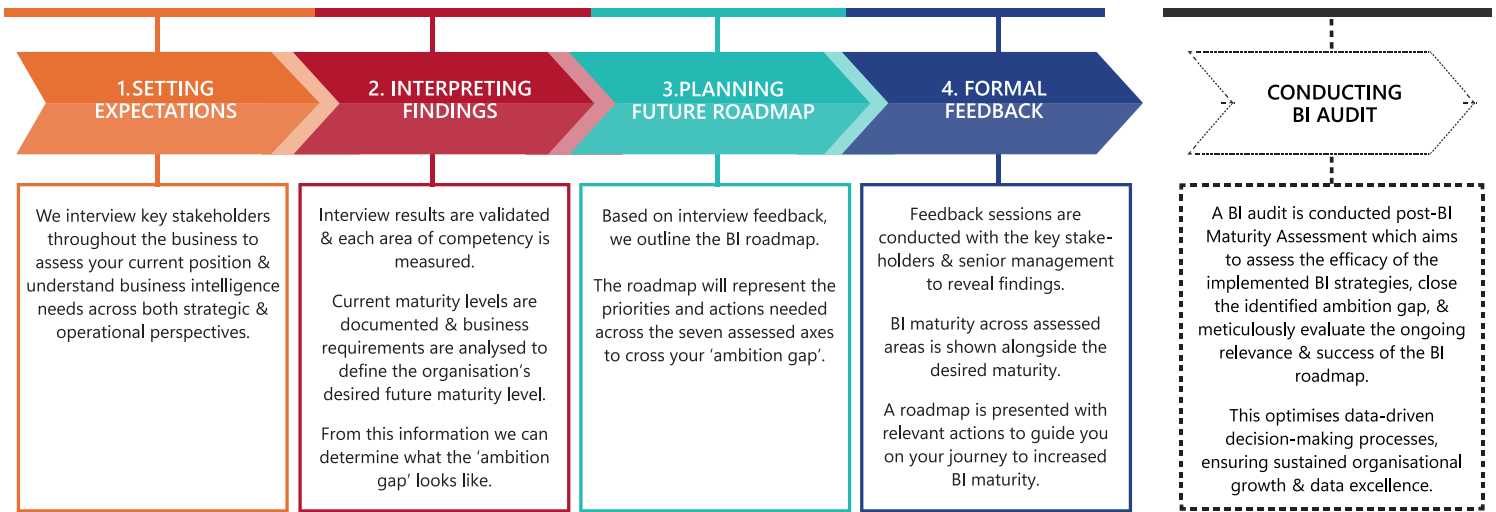 1.SETTING
EXPECTATIONS
We interview key stakeholders
throughout the business to
assess your current position &
understand business intelligence
needs across both strategic &
operational perspectives.
2. INTERPRETING
FINDINGS
Interview results are validated
& each area of competency is
measured.
Current maturity levels are
documented & business
requirements are analysed to
define the organisation's
desired future maturity level.
From this information we can
determine what the 'ambition
gap' looks like.
3.PLANNING
FUTURE ROADMAP
Based on interview feedback,
we outline the BI roadmap.
The roadmap will represent the
priorities and actions needed
across the seven assessed axes
to cross your 'ambition gap'.
4. FORMAL
FEEDBACK
Feedback sessions are
conducted with the key stake-
holders & senior management
to reveal findings.
BI maturity across assessed
areas is shown alongside the
desired maturity.
A roadmap is presented with
relevant actions to guide you
on your journey to increased
BI maturity.
CONDUCTING
BI AUDIT
A BI audit is conducted post-BI
Maturity Assessment which aims
to assess the efficacy of the
implemented BI strategies, close
the identified ambition gap, &
meticulously evaluate the ongoing
relevance & success of the BI
roadmap.
This optimises data-driven
decision-making processes,
ensuring sustained organisational
growth & data excellence.